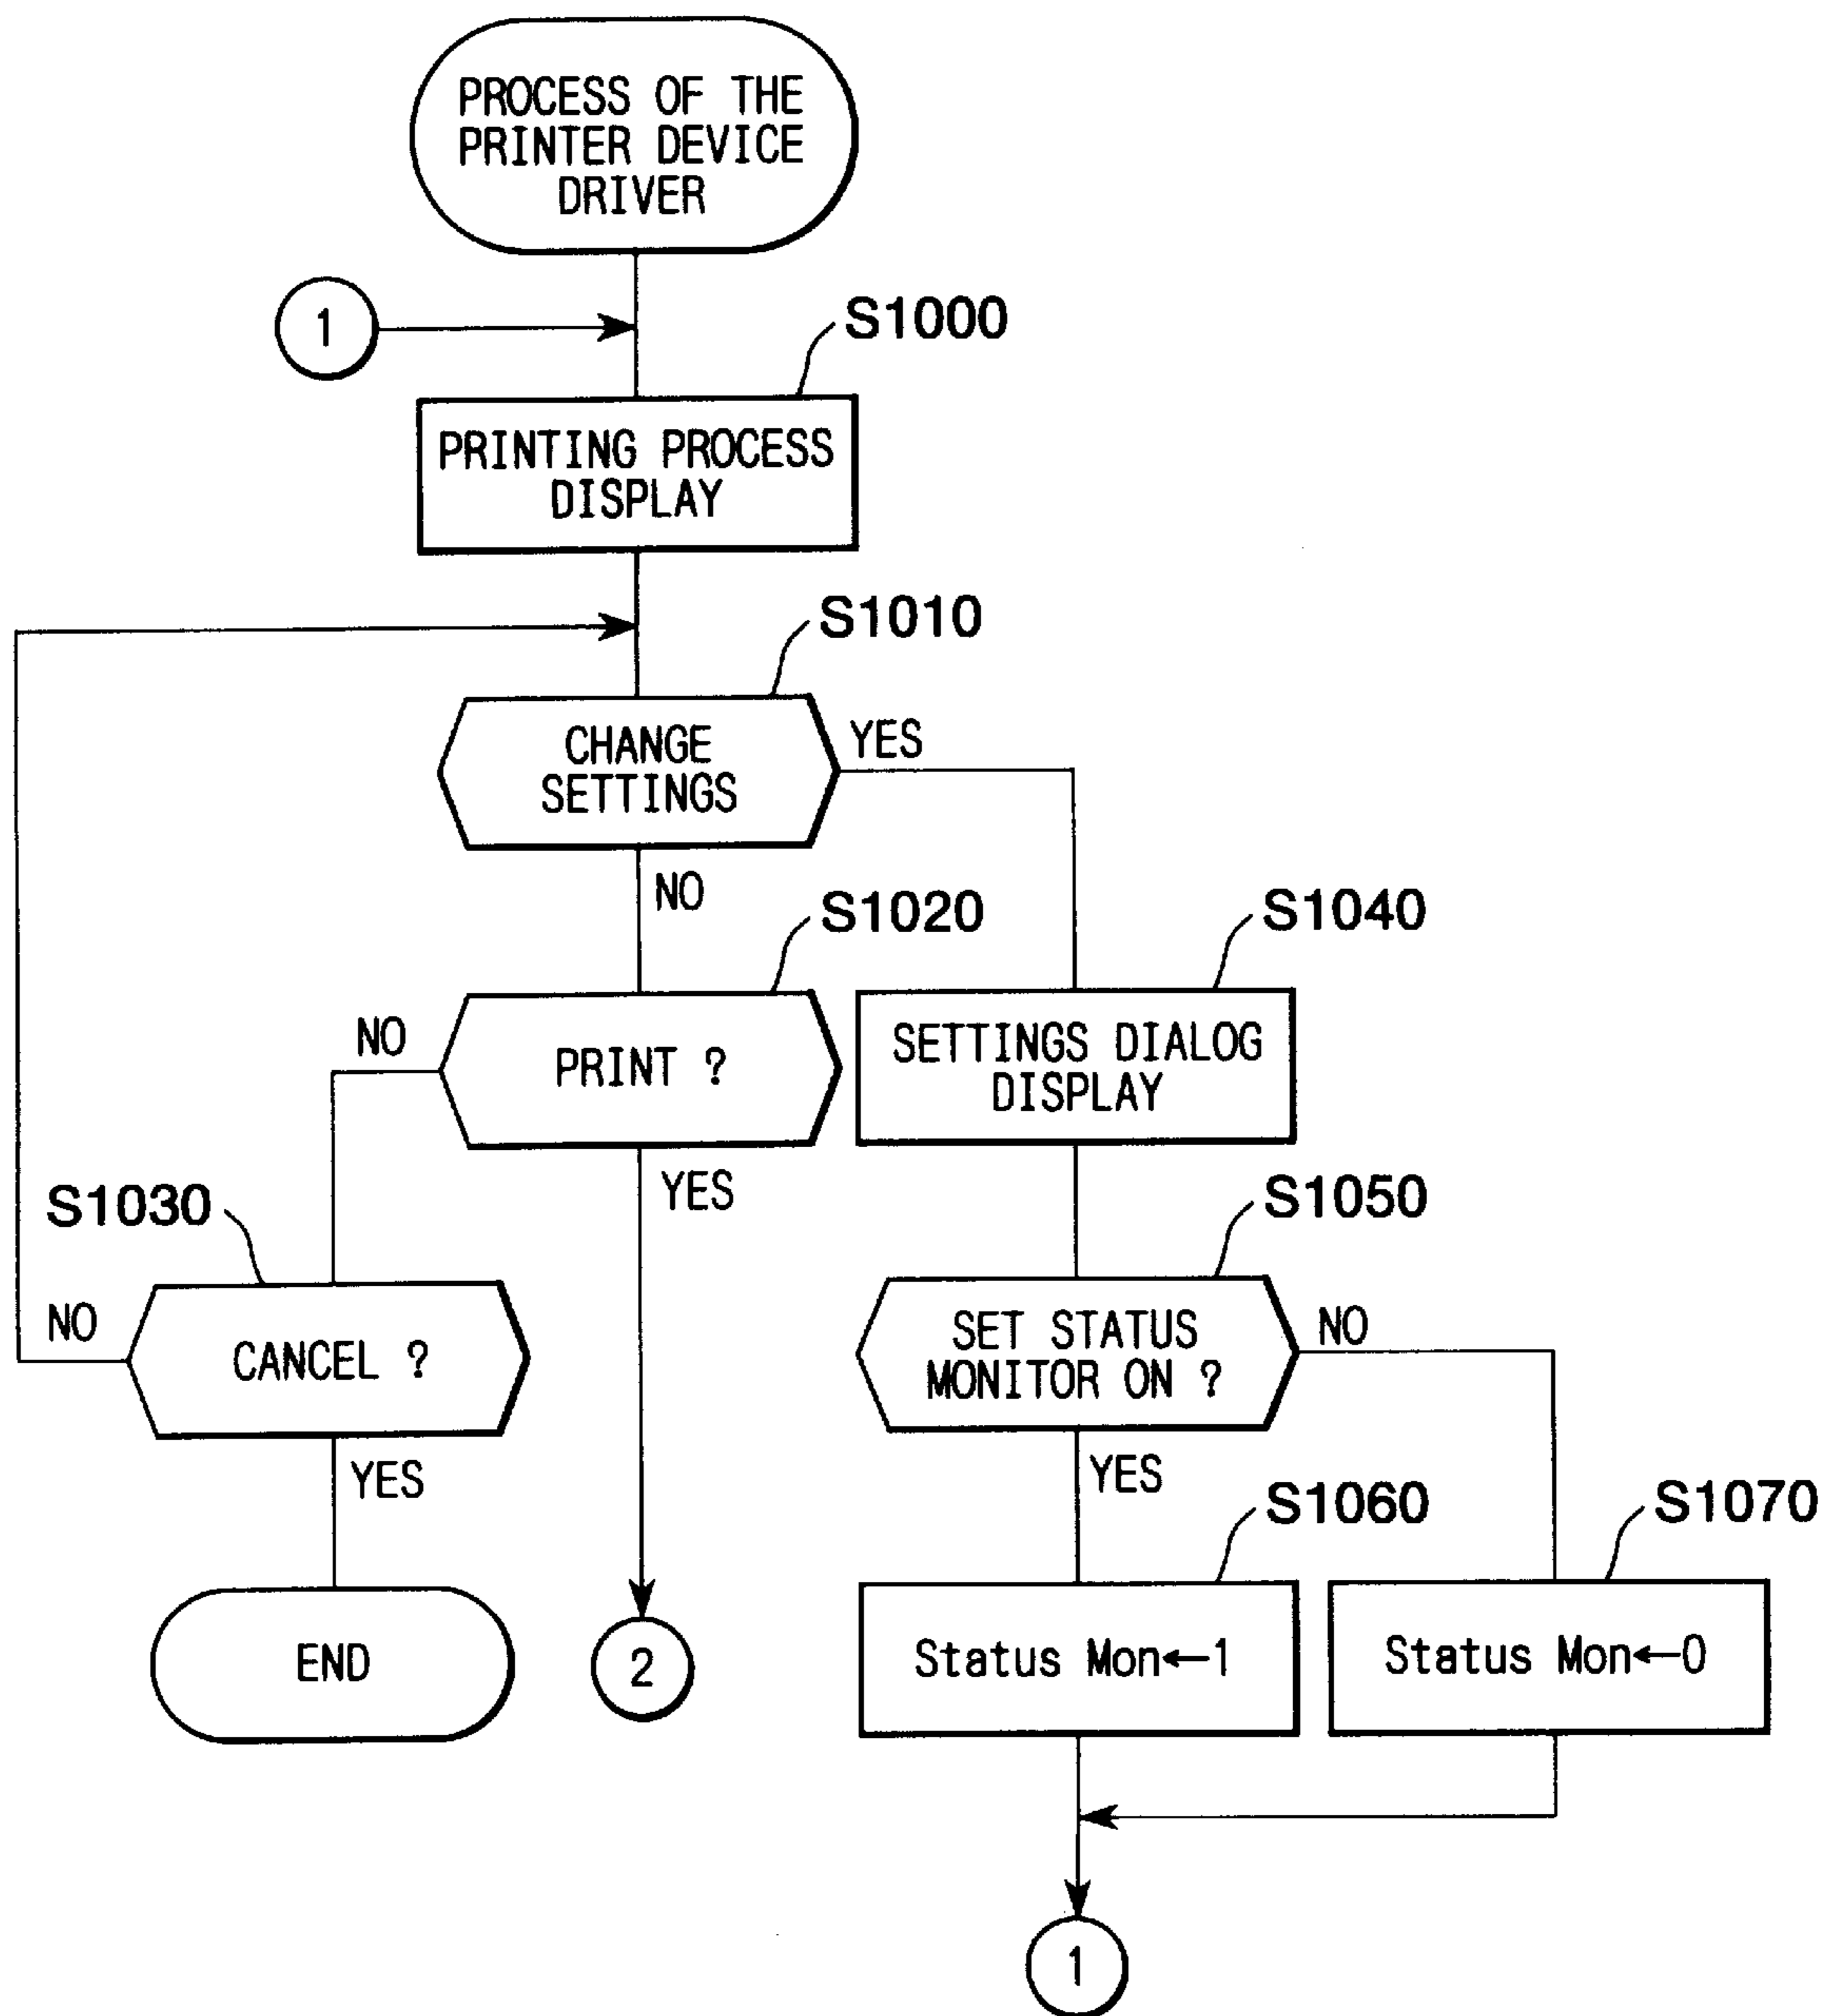 PROCESS OF THE
PRINTER DEVICE
DRIVER
1
S1000
PRINTING PROCESS
DISPLAY
S1010
CHANGE
SETTINGS
YES
NO
S1020
S1040
NO
PRINT ?
SETTINGS DIALOG
DISPLAY
YES
S1030
S1050
NO
CANCEL ?
SET STATUS
MONITOR ON ?
NO
YES
YES
S1060
S1070
END
2
Status Mon←1
Status Mon←0
1